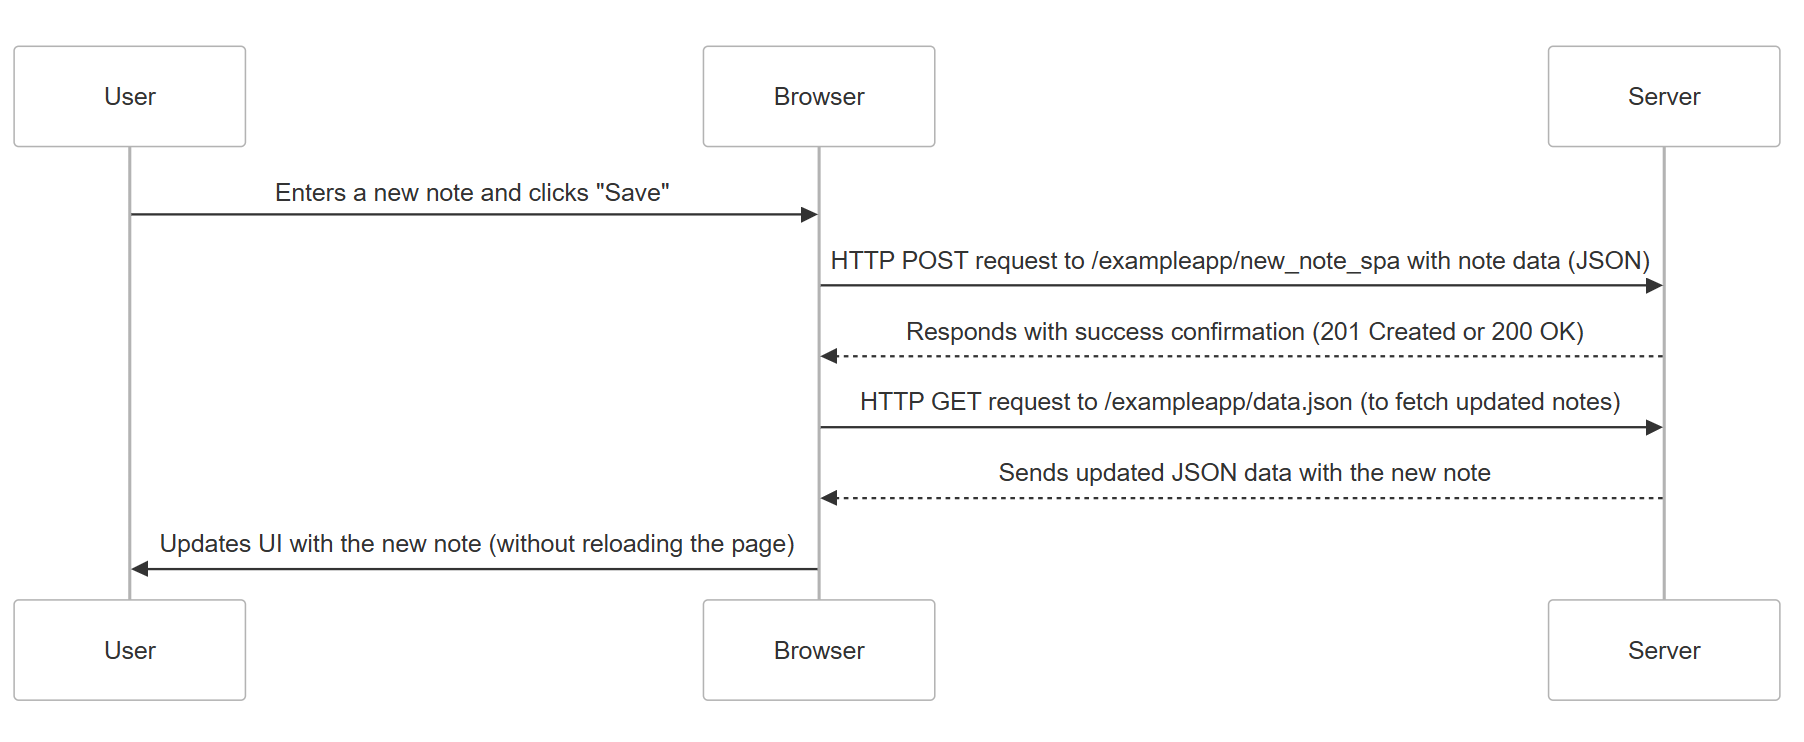 User
Browser
Server
Enters a new note and clicks "Save"
HTTP POST request to /exampleapp/new_note_spa with note data (JSON)
Responds with success confirmation (201 Created or 200 OK)
HTTP GET request to /exampleapp/data.json (to fetch updated notes)
Sends updated JSON data with the new note
Updates UI with the new note (without reloading the page)
User
Browser
Server